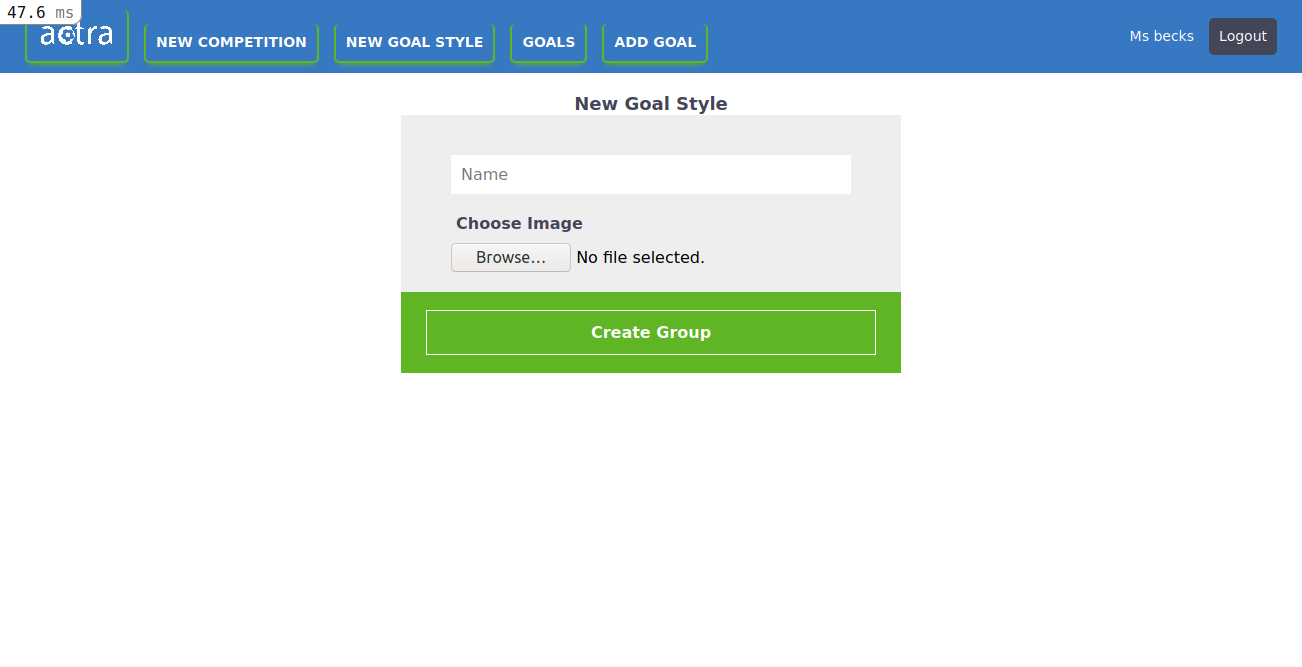 47.6 ms
actra
NEW COMPETITION
NEW GOAL STYLE
GOALS
ADD GOAL
Ms becks
Logout
New Goal Style
Name
Choose Image
Browse...
No file selected.
Create Group